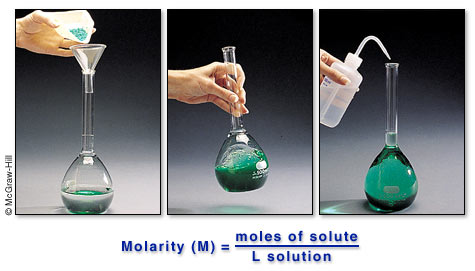 © McGraw-Hill
Molarity (M) = moles of solute
L solution